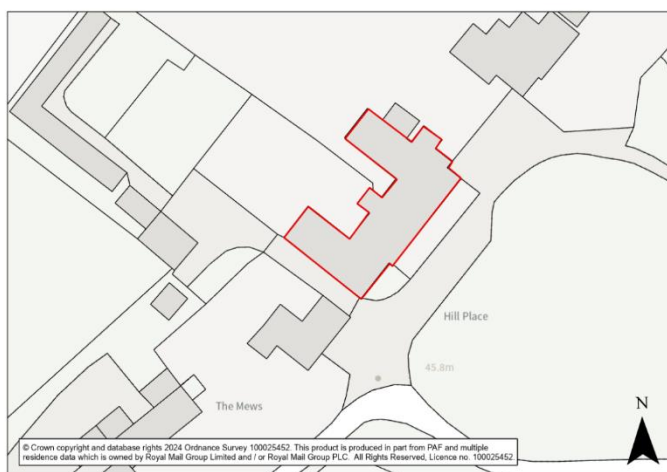 Hill Place
45.8m
The Mews
N
© Crown copyright and database rights 2024 Ordnance Survey 100025452. This product is produced in part from PAF and multiple
residence data which is owned by Royal Mail Group Limited and / or Royal Mail Group PLC. All Rights Reserved, Licence no. 100025452.